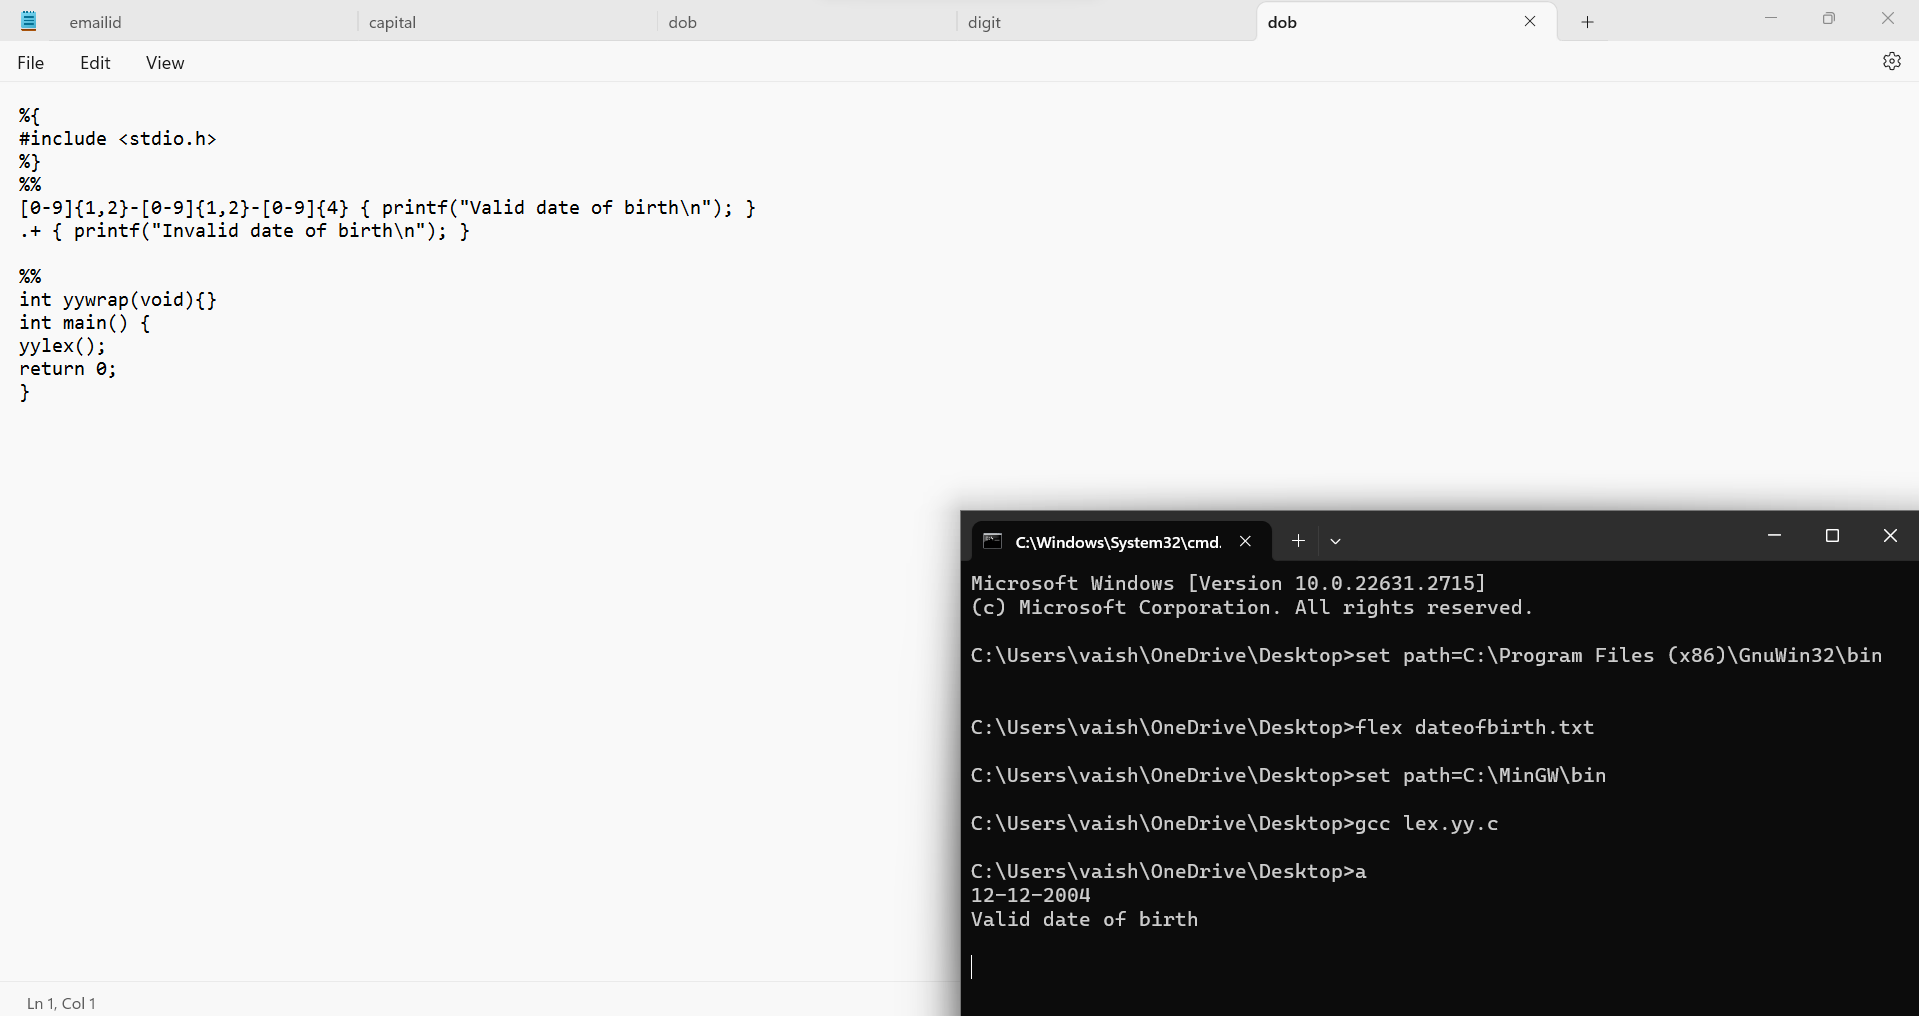 emailid capital dob digit dob
File Edit View
%{
#include <stdio.h>
%}
%%
[0-9]{1,2}-[0-9]{1,2}-[0-9]{4} { printf("Valid date of birth\n"); }
.+ { printf("Invalid date of birth\n"); }
%%
int yywrap(void){}
int main() {
yylex();
return 0;
}
C:\Windows\System32\cmd.
Microsoft Windows [Version 10.0.22631.2715]
(c) Microsoft Corporation. All rights reserved.
C:\Users\vaish\OneDrive\Desktop>set path=C:\Program Files (x86)\GnuWin32\bin
C:\Users\vaish\OneDrive\Desktop>flex dateofbirth.txt
C:\Users\vaish\OneDrive\Desktop>set path=C:\MinGW\bin
C:\Users\vaish\OneDrive\Desktop>gcc lex.yy.c
C:\Users\vaish\OneDrive\Desktop>a
12-12-2004
Valid date of birth
Ln 1, Col 1